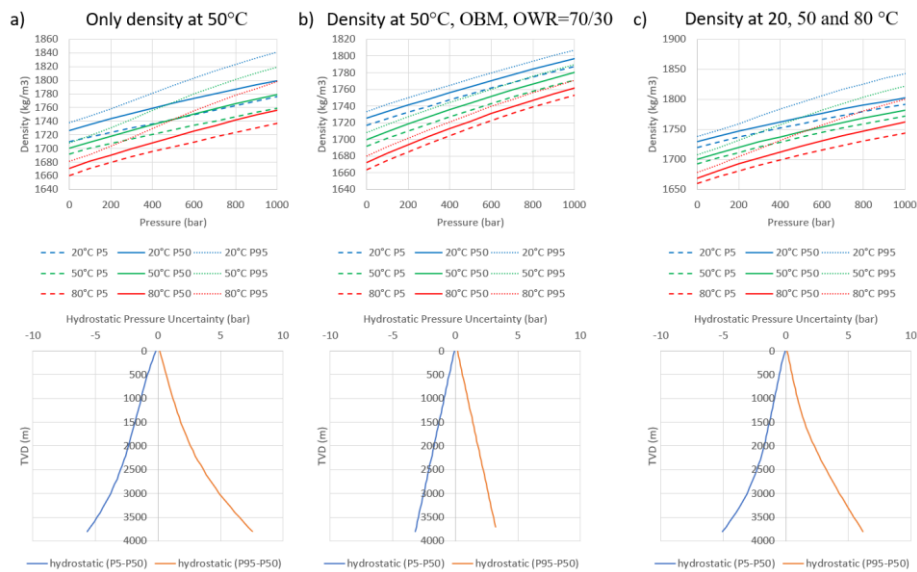 a) Only density at 50°C
1860
1840
1820
1800
1780
1760
1740
1720
1700
1680
1660
1640
Density (kg/m3)
0 200 400 600 800 1000
Pressure (bar)
20°C P5 20°C P50 20°C P95
50°C P5 50°C P50 50°C P95
80°C P5 80°C P50 80°C P95
Hydrostatic Pressure Uncertainty (bar)
-10 -5 0 5 10
0
500
1000
1500
2000
2500
3000
3500
4000
TVD (m)
hydrostatic (P5-P50) hydrostatic (P95-P50)
b) Density at 50°C, OBM, OWR=70/30
1820
1800
1780
1760
1740
1720
1700
1680
1660
1640
Density (kg/m3)
0 200 400 600 800 1000
Pressure (bar)
20°C P5 20°C P50 20°C P95
50°C P5 50°C P50 50°C P95
80°C P5 80°C P50 80°C P95
Hydrostatic Pressure Uncertainty (bar)
-10 -5 0 5 10
0
500
1000
1500
2000
2500
3000
3500
4000
TVD (m)
hydrostatic (P5-P50) hydrostatic (P95-P50)
c) Density at 20, 50 and 80 °C
1850
1800
1750
1700
1650
Density (kg/m3)
0 200 400 600 800 1000
Pressure (bar)
20°C P5 20°C P50 20°C P95
50°C P5 50°C P50 50°C P95
80°C P5 80°C P50 80°C P95
Hydrostatic Pressure Uncertainty (bar)
-10 -5 0 5 10
0
500
1000
1500
2000
2500
3000
3500
4000
TVD (m)
hydrostatic (P5-P50) hydrostatic (P95-P50)